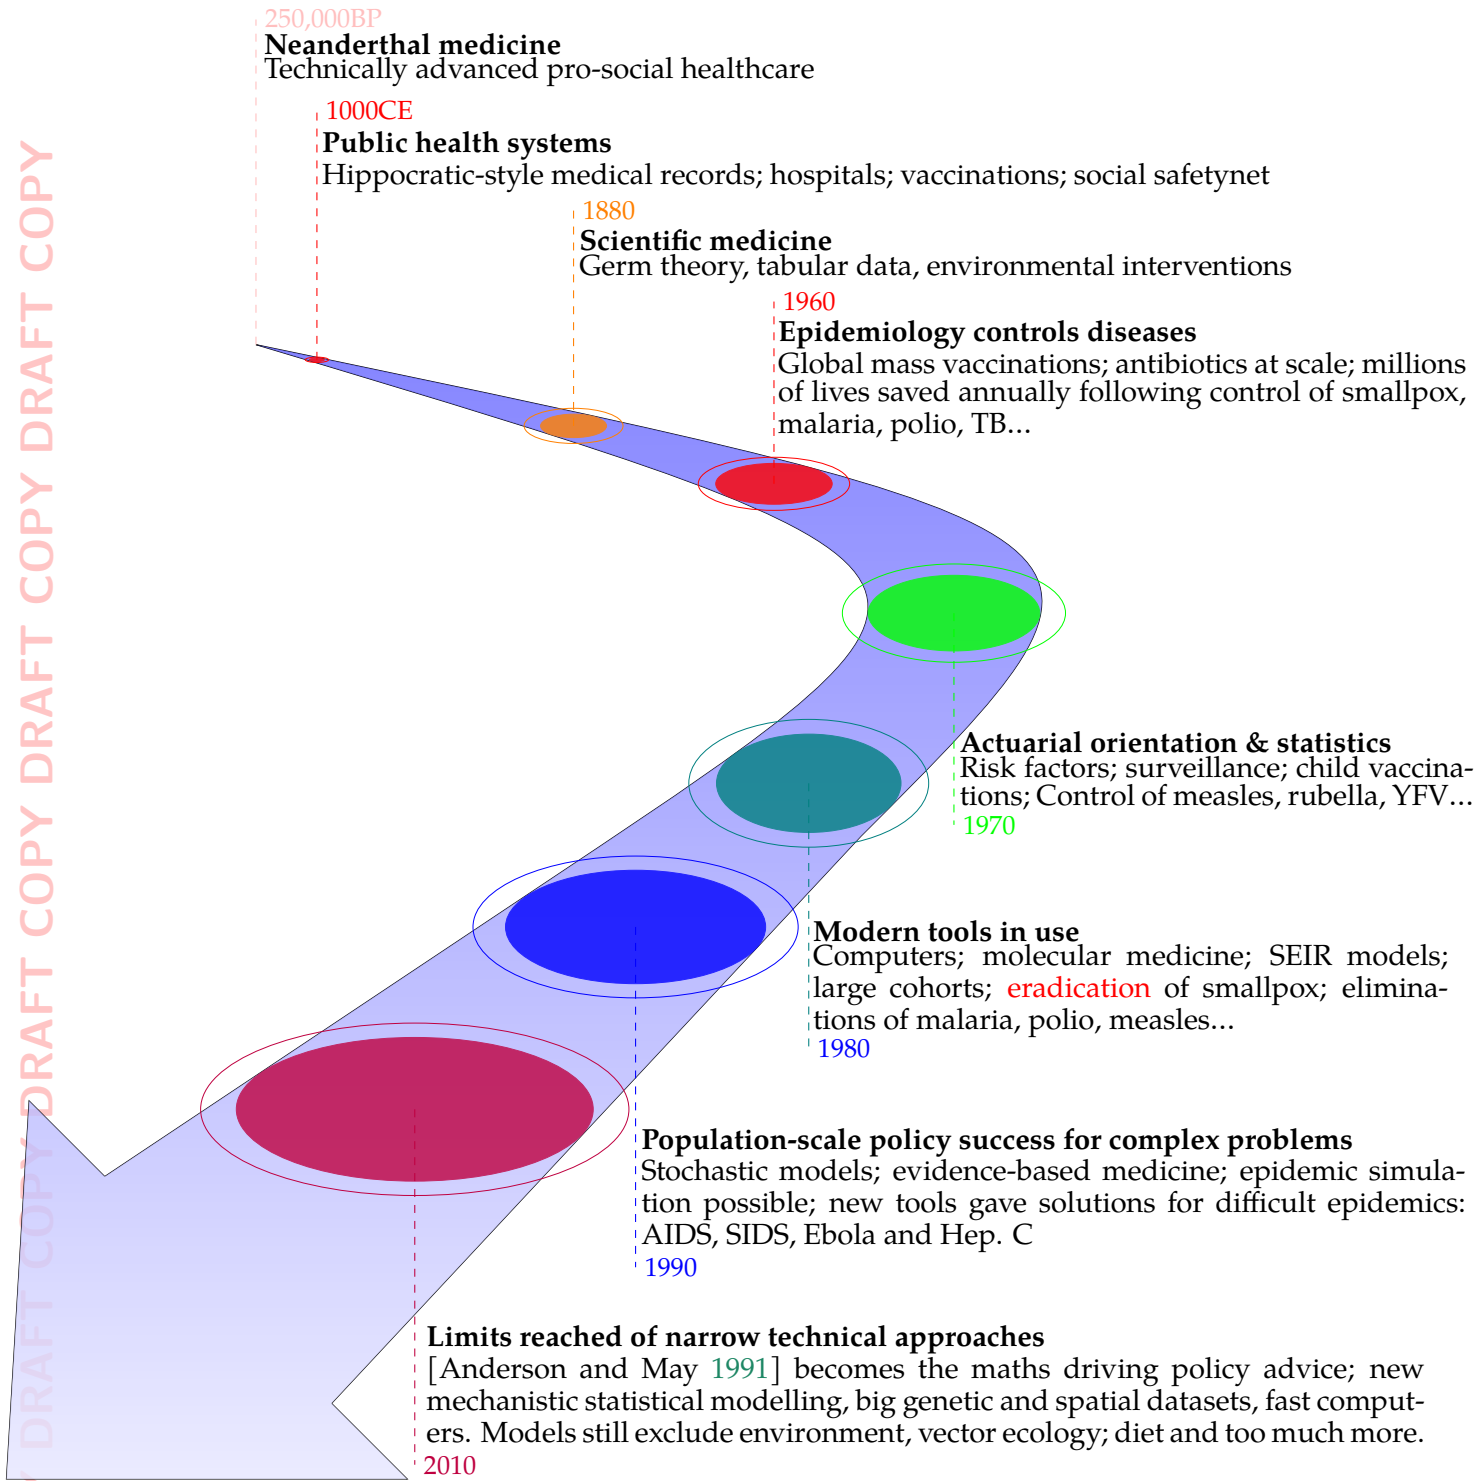 250,000BP
Neanderthal medicine
Technically advanced pro-social healthcare
1000CE
Public health systems
Hippocratic-style medical records; hospitals; vaccinations; social safetynet
1880
Scientific medicine
Germ theory, tabular data, environmental interventions
1960
Epidemiology controls diseases
Global mass vaccinations; antibiotics at scale; millions
of lives saved annually following control of smallpox,
malaria, polio, TB...
Actuarial orientation & statistics
Risk factors; surveillance; child vaccina-
tions; Control of measles, rubella, YFV...
1970
Modern tools in use
Computers; molecular medicine; SEIR models;
large cohorts; eradication of smallpox; elimina-
tions of malaria, polio, measles...
1980
Population-scale policy success for complex problems
Stochastic models; evidence-based medicine; epidemic simula-
tion possible; new tools gave solutions for difficult epidemics:
AIDS, SIDS, Ebola and Hep. C
1990
Limits reached of narrow technical approaches
[Anderson and May 1991] becomes the maths driving policy advice; new
mechanistic statistical modelling, big genetic and spatial datasets, fast comput-
ers. Models still exclude environment, vector ecology; diet and too much more.
2010
DRAFT COPY DRAFT COPY DRAFT COPY DRAFT COPY